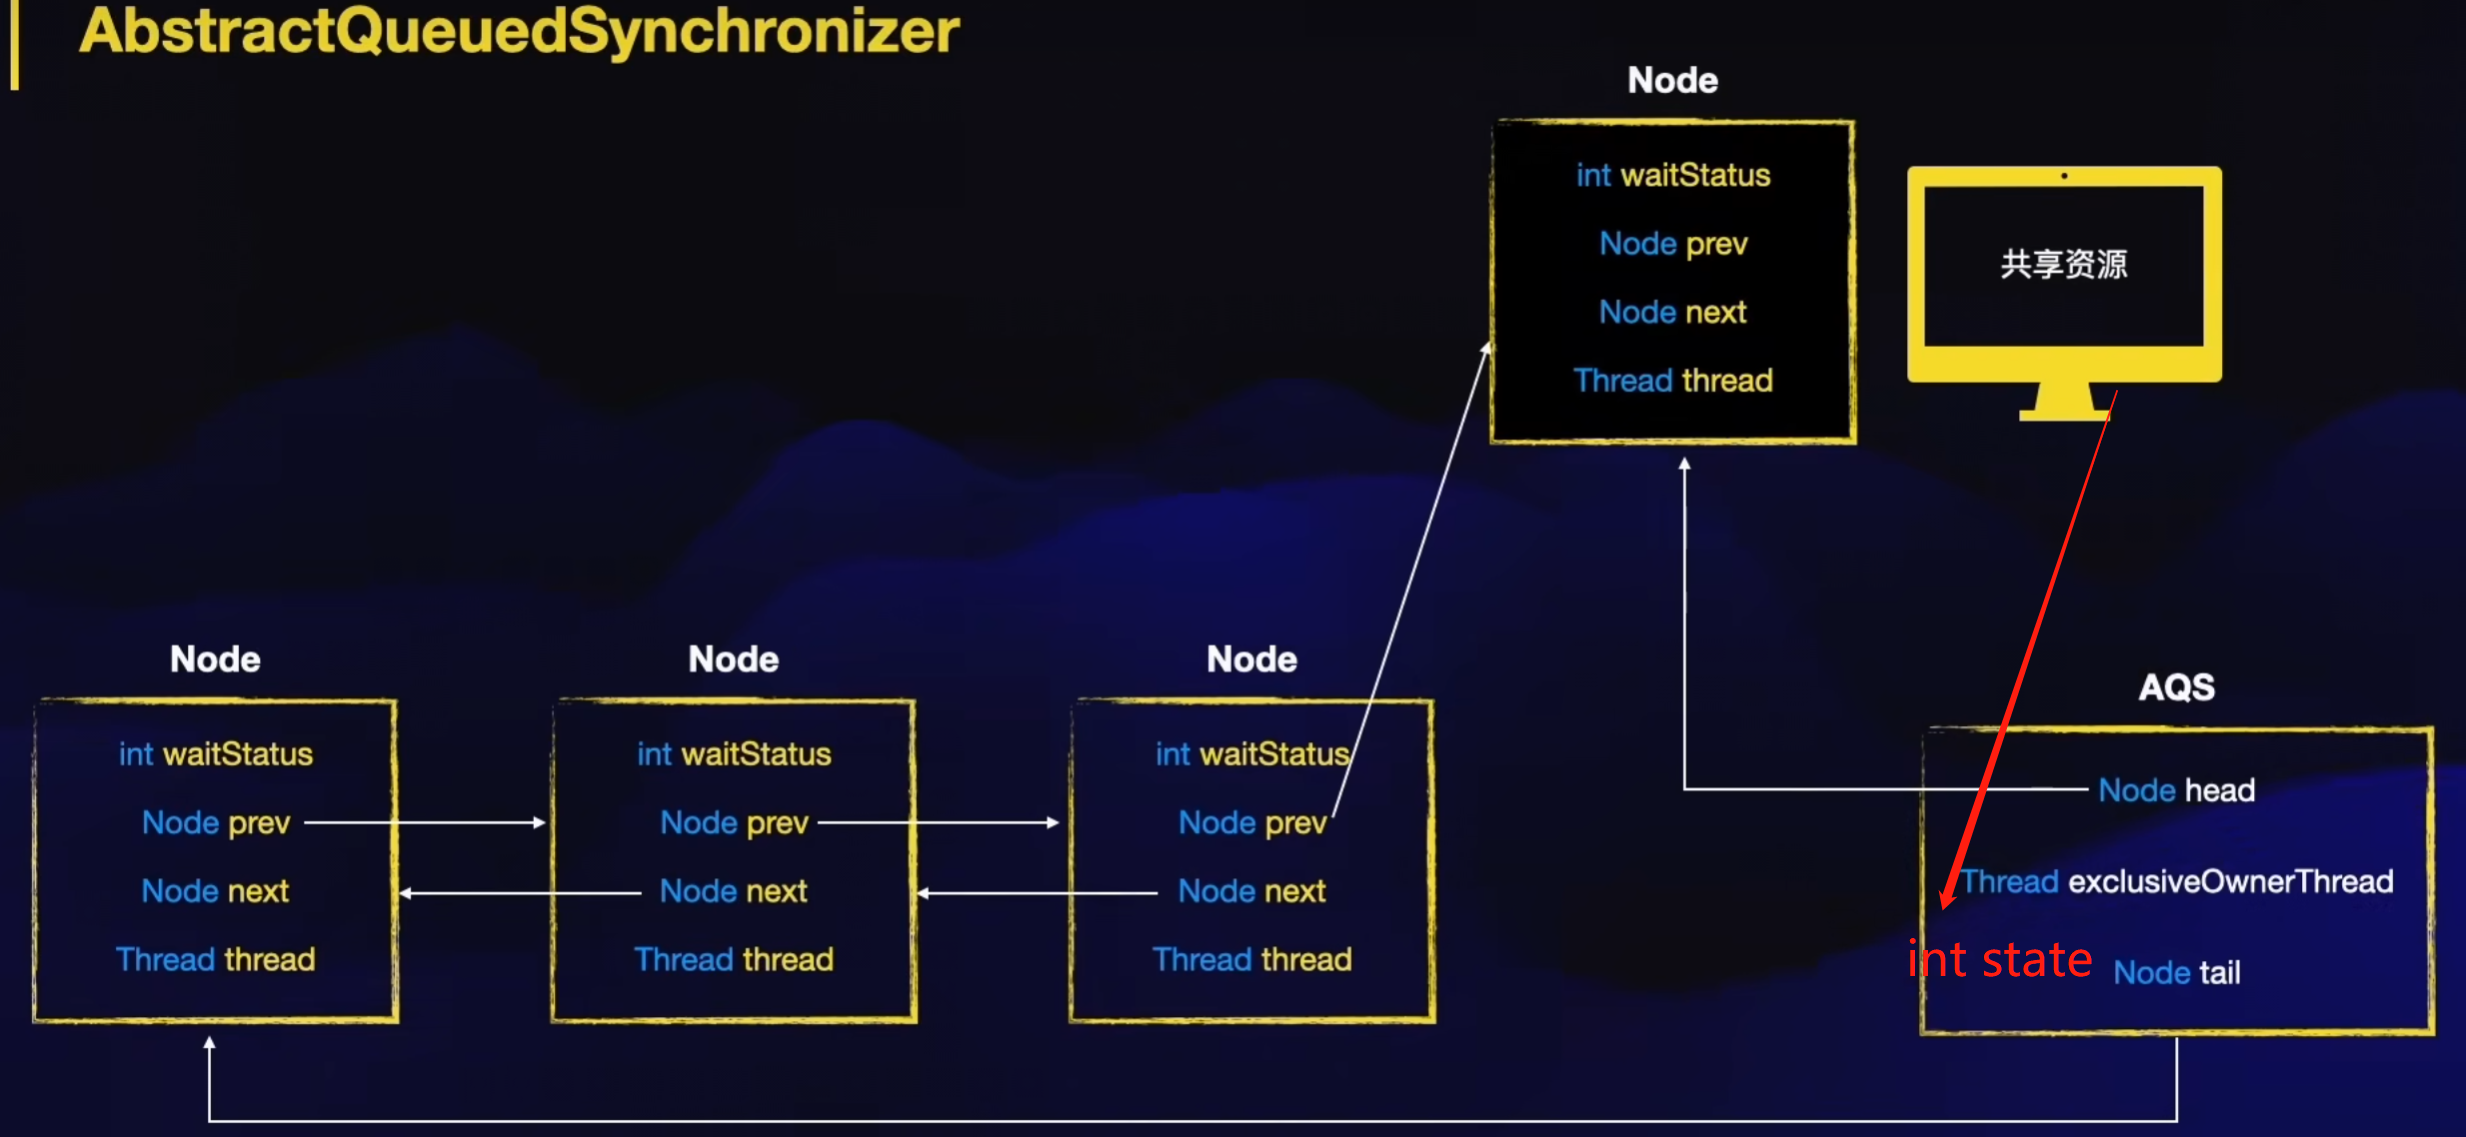 AbstractQueuedSynchronizer
Node
int waitStatus
Node prev
Node next
Thread thread
共享资源
Node
int waitStatus
Node prev
Node next
Thread thread
Node
int waitStatus
Node prev
Node next
Thread thread
Node
int waitStatus
Node prev
Node next
Thread thread
AQS
Node head
Thread exclusiveOwnerThread
int state
Node tail